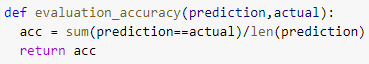 def evaluation_accuracy(prediction,actual):
  acc = sum(prediction==actual)/len(prediction)
  return acc